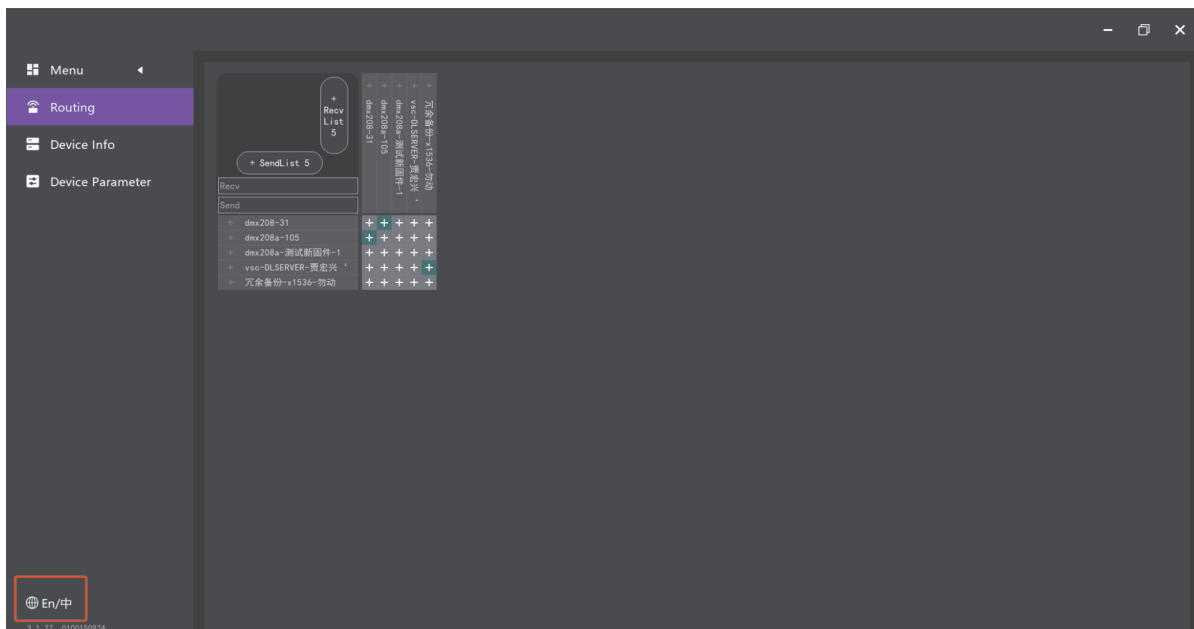 Menu
Routing
Device Info
Device Parameter
+
Recv
List
5
+ SendList 5
Recv
Send
+ dmx208-31
+ dmx208a-105
+ dmx208a-测试新固件-1
+ vsc-DLSERVER-贾宏兴 '
+ 冗余备份-x1536-勿动
+ dmx208-31
+ dmx208a-105
+ dmx208a-测试新固件-1
+ vsc-DLSERVER-贾宏兴 '
+ 冗余备份-x1536-勿动
+ + + + +
+ + + + +
+ + + + +
+ + + + +
+ + + + +
En/中
3.1.27